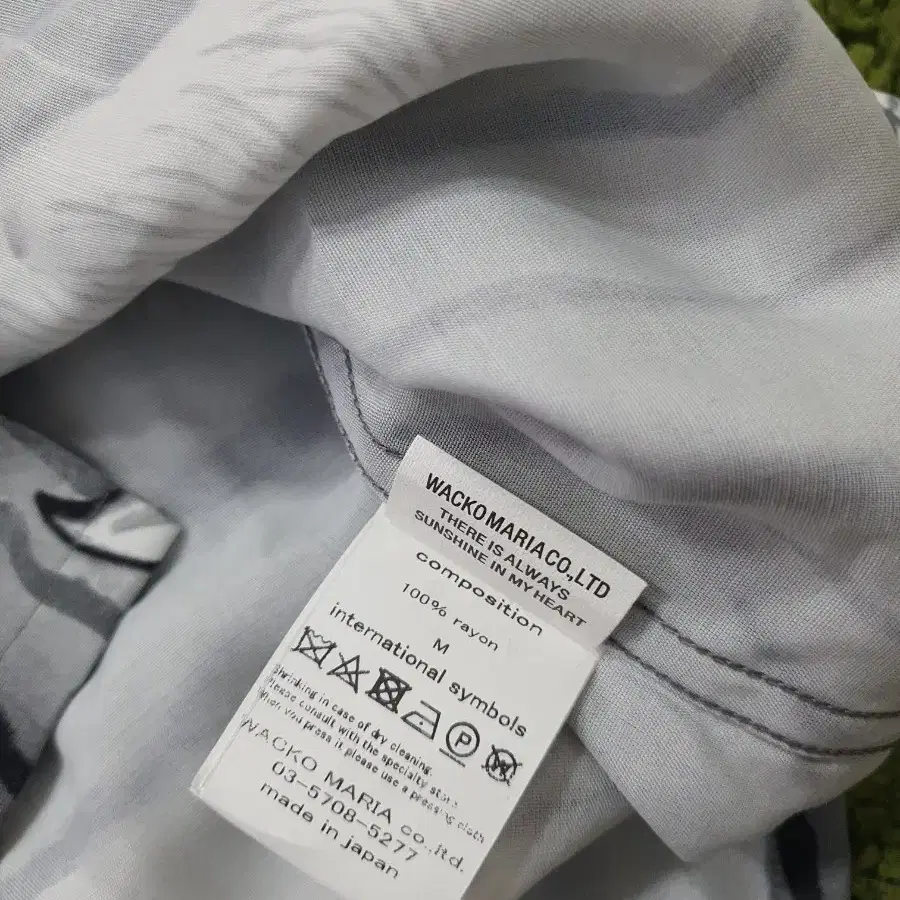 WACKO MARIA CO.,LTD
THERE IS ALWAYS
SUNSHINE IN MY HEART
composition
100% rayon
M
international symbols
P
W
Shrinking in case of dry cleaning.
Please consult with the specialty store
When you press it please use a pressing cloth
WACKO MARIA co.,ltd.
03-5708-5277
made in japan